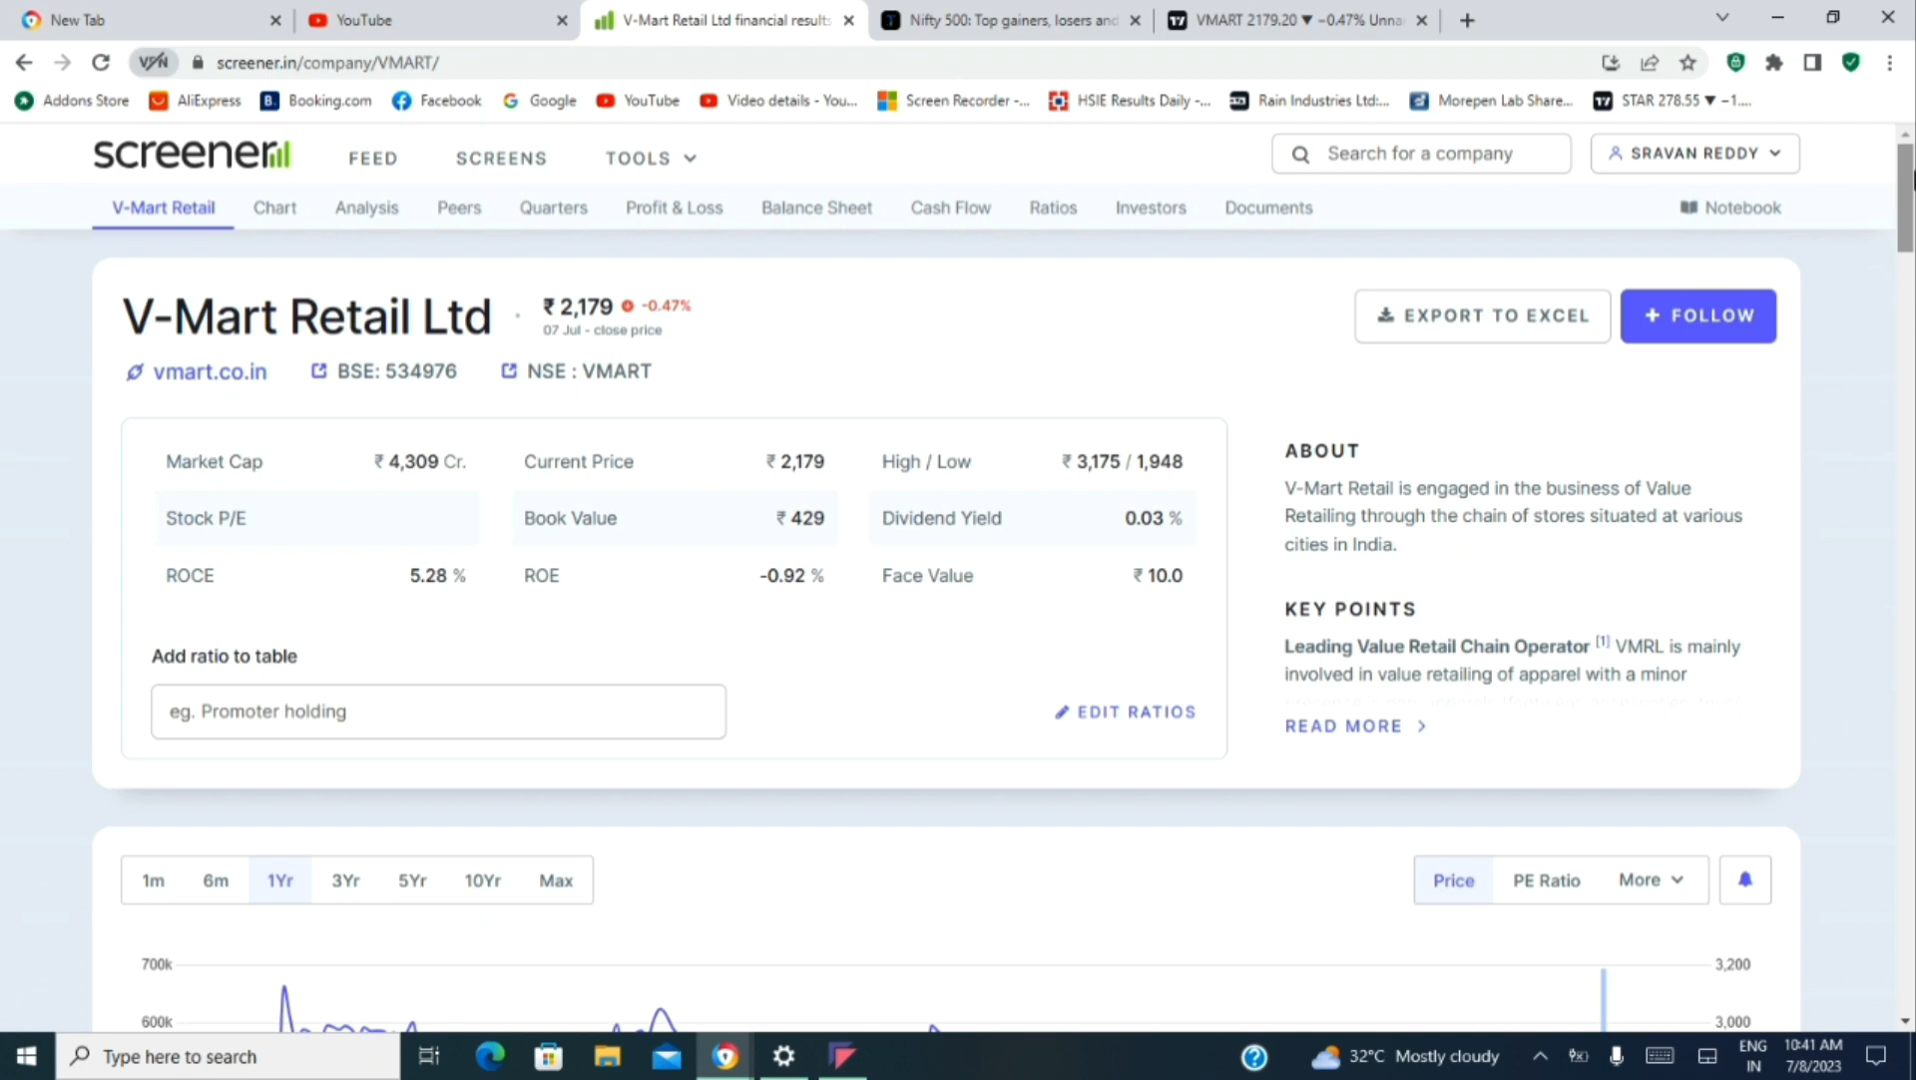 New Tab
YouTube
V-Mart Retail Ltd financial results
Nifty 500: Top gainers, losers and
VMART 2179.20 ▼ −0.47% Unna
VPN
screener.in/company/VMART/
Addons Store
AliExpress
Booking.com
Facebook
Google
YouTube
Video details - You...
Screen Recorder -...
HSIE Results Daily -...
Rain Industries Ltd:...
Morepen Lab Share...
STAR 278.55 ▼ −1....
screener
FEED
SCREENS
TOOLS
Search for a company
SRAVAN REDDY
V-Mart Retail
Chart
Analysis
Peers
Quarters
Profit & Loss
Balance Sheet
Cash Flow
Ratios
Investors
Documents
Notebook
V-Mart Retail Ltd
₹ 2,179 -0.47%
07 Jul - close price
EXPORT TO EXCEL
+ FOLLOW
vmart.co.in
BSE: 534976
NSE : VMART
Market Cap ₹ 4,309 Cr.
Current Price ₹ 2,179
High / Low ₹ 3,175 / 1,948
Stock P/E
Book Value ₹ 429
Dividend Yield 0.03 %
ROCE 5.28 %
ROE -0.92 %
Face Value ₹ 10.0
Add ratio to table
eg. Promoter holding
EDIT RATIOS
ABOUT
V-Mart Retail is engaged in the business of Value
Retailing through the chain of stores situated at various
cities in India.
KEY POINTS
Leading Value Retail Chain Operator [1] VMRL is mainly
involved in value retailing of apparel with a minor
READ MORE
1m
6m
1Yr
3Yr
5Yr
10Yr
Max
Price
PE Ratio
More
700k
3,200
600k
3,000
Type here to search
32°C Mostly cloudy
ENG
IN
10:41 AM
7/8/2023